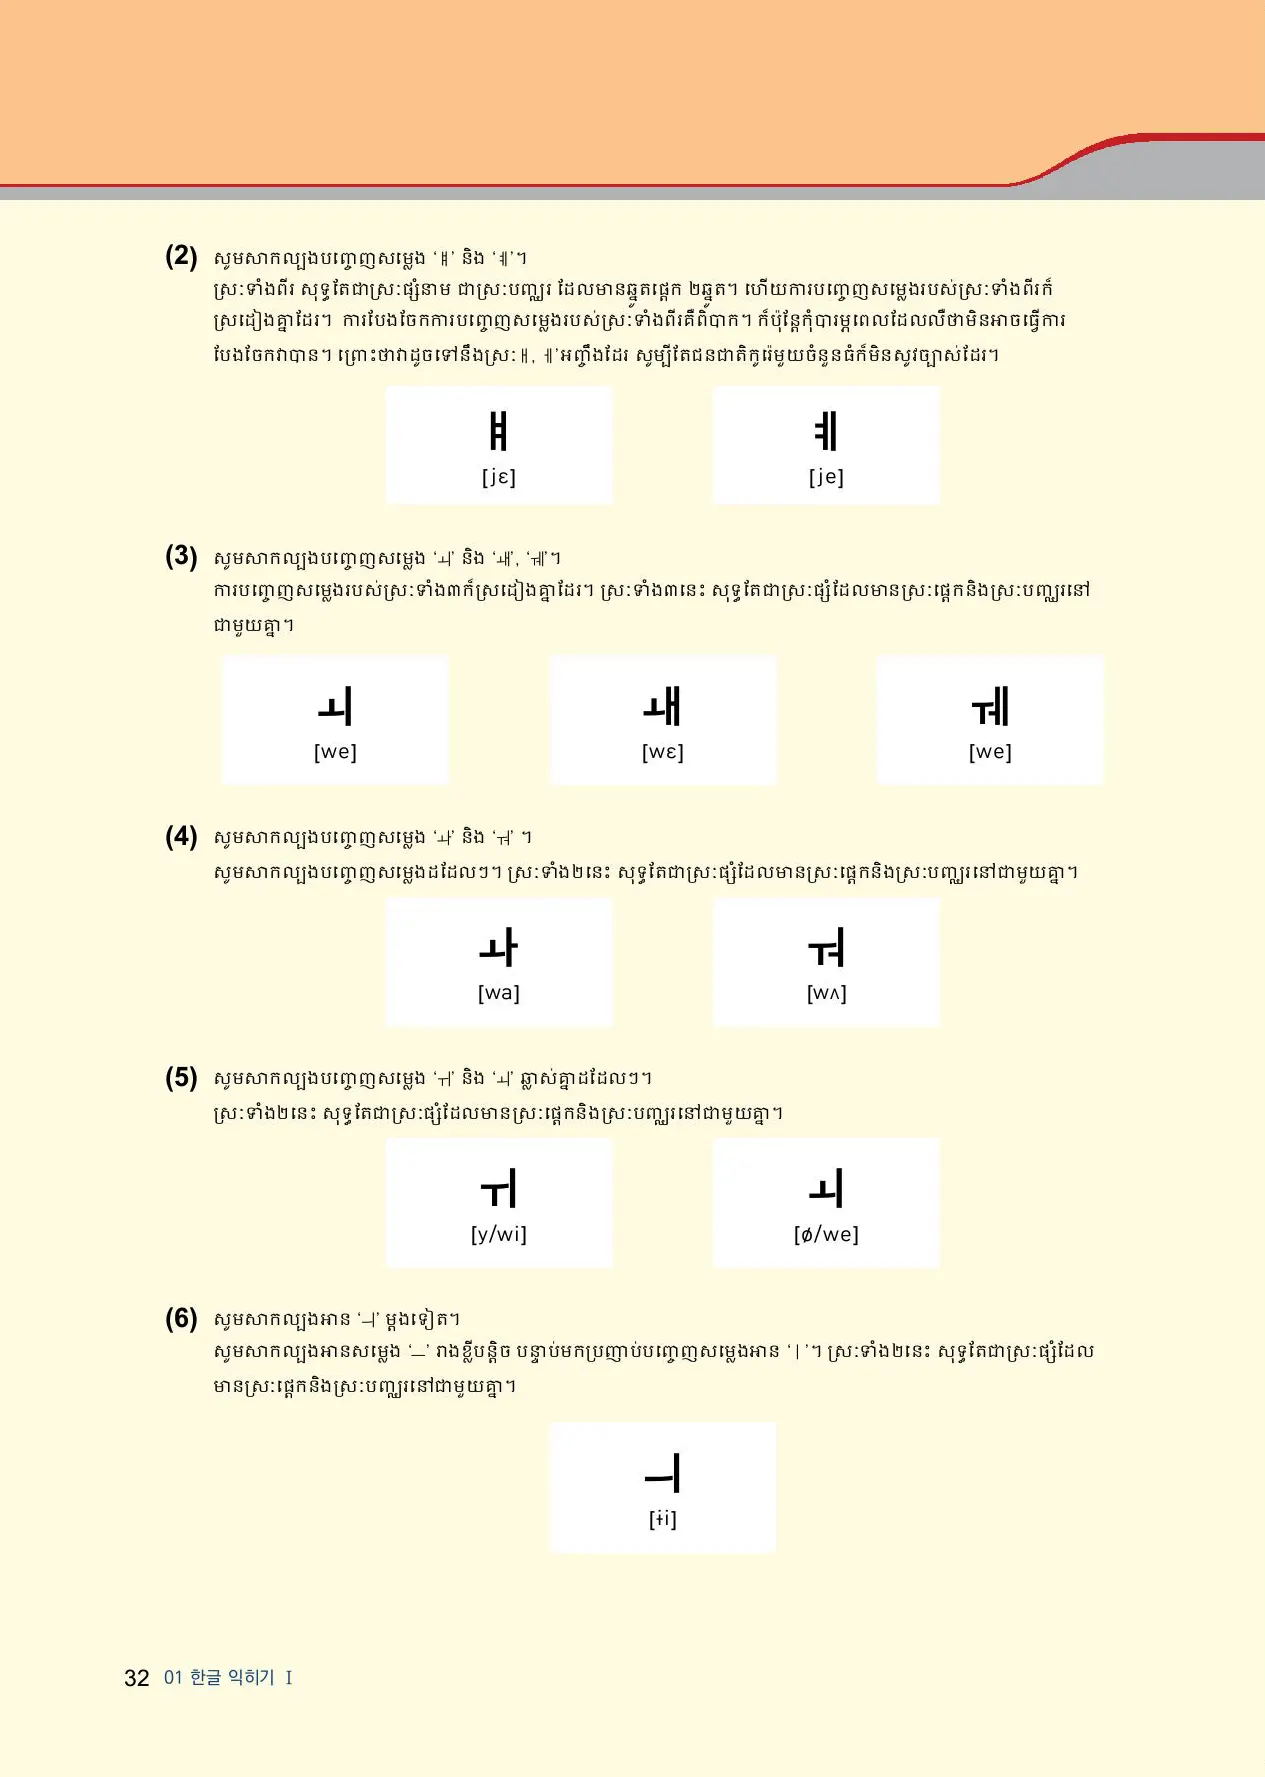 (2) សូមសាកល្បងបញ្ចេញសម្លេង ‘ㅒ’ និង ‘ㅖ’។
ស្រៈទាំងពីរ សុទ្ធតែជាស្រៈផ្សំនាម ជាស្រៈបញ្ឈរ ដែលមានឆ្នូតផ្តេក ២ឆ្នូត។ ហើយការបញ្ចេញសម្លេងរបស់ស្រៈទាំងពីរក៏
ស្រដៀងគ្នាដែរ។ ការបែងចែកការបញ្ចេញសម្លេងរបស់ស្រៈទាំងពីរគឺពិបាក។ ក៏ប៉ុន្តែកុំបារម្ភពេលដែលលឺថាមិនអាចធ្វើការ
បែងចែកវាបាន។ ព្រោះថាវាដូចទៅនឹងស្រៈㅐ, ㅔ’អញ្ចឹងដែរ សូម្បីតែជនជាតិកូរ៉េមួយចំនួនធំក៏មិនសូវច្បាស់ដែរ។
ㅒ ㅖ
[jɛ] [je]
(3) សូមសាកល្បងបញ្ចេញសម្លេង ‘ㅚ’ និង ‘ㅙ’, ‘ㅞ’។
ការបញ្ចេញសម្លេងរបស់ស្រៈទាំង៣ក៏ស្រដៀងគ្នាដែរ។ ស្រៈទាំង៣នេះ សុទ្ធតែជាស្រៈផ្សំដែលមានស្រៈផ្តេកនិងស្រៈបញ្ឈរនៅ
ជាមួយគ្នា។
ㅚ ㅙ ㅞ
[we] [wɛ] [we]
(4) សូមសាកល្បងបញ្ចេញសម្លេង ‘ㅘ’ និង ‘ㅝ’ ។
សូមសាកល្បងបញ្ចេញសម្លេងដដែលៗ។ ស្រៈទាំង២នេះ សុទ្ធតែជាស្រៈផ្សំដែលមានស្រៈផ្តេកនិងស្រៈបញ្ឈរនៅជាមួយគ្នា។
ㅘ ㅝ
[wa] [wʌ]
(5) សូមសាកល្បងបញ្ចេញសម្លេង ‘ㅟ’ និង ‘ㅚ’ ឆ្លាស់គ្នាដដែលៗ។
ស្រៈទាំង២នេះ សុទ្ធតែជាស្រៈផ្សំដែលមានស្រៈផ្តេកនិងស្រៈបញ្ឈរនៅជាមួយគ្នា។
ㅟ ㅚ
[y/wi] [ø/we]
(6) សូមសាកល្បងអាន ‘ㅢ’ ម្តងទៀត។
សូមសាកល្បងអានសម្លេង ‘ㅡ’ រាងខ្លីបន្តិច បន្ទាប់មកប្រញាប់បញ្ចេញសម្លេងអាន ‘ㅣ’។ ស្រៈទាំង២នេះ សុទ្ធតែជាស្រៈផ្សំដែល
មានស្រៈផ្តេកនិងស្រៈបញ្ឈរនៅជាមួយគ្នា។
ㅢ
[ɨi]
32 01 한글 익히기 Ⅰ